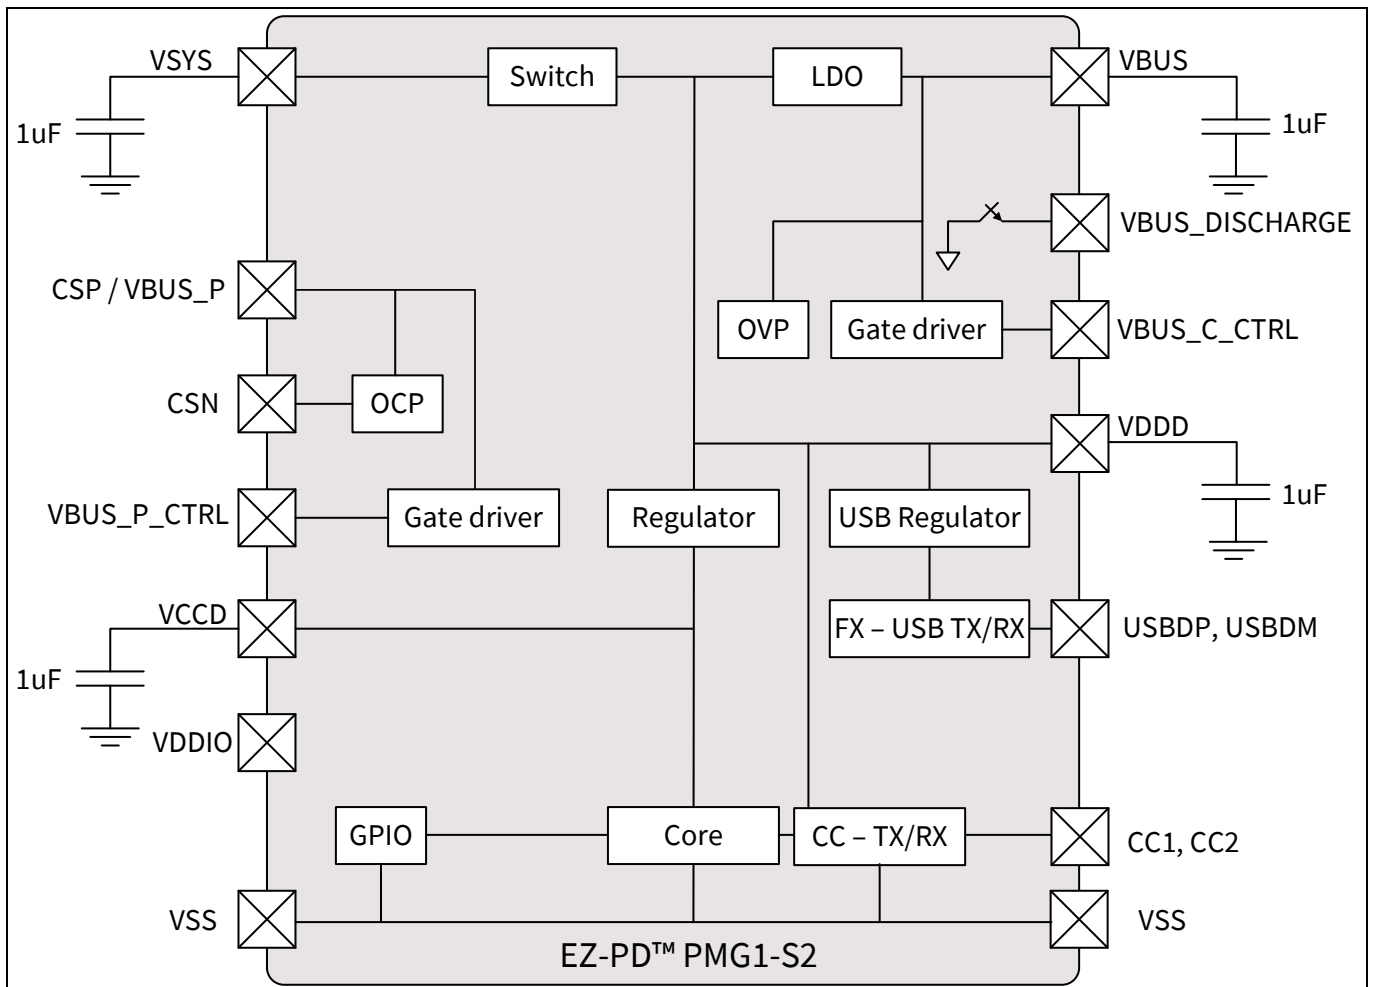 VSYS
Switch
LDO
VBUS
1uF
1uF
VBUS_DISCHARGE
CSP / VBUS_P
OVP
Gate driver
VBUS_C_CTRL
CSN
OCP
VDDD
1uF
VBUS_P_CTRL
Gate driver
Regulator
USB Regulator
VCCD
FX – USB TX/RX
USBDP, USBDM
1uF
VDDIO
GPIO
Core
CC – TX/RX
CC1, CC2
VSS
VSS
EZ-PD™ PMG1-S2